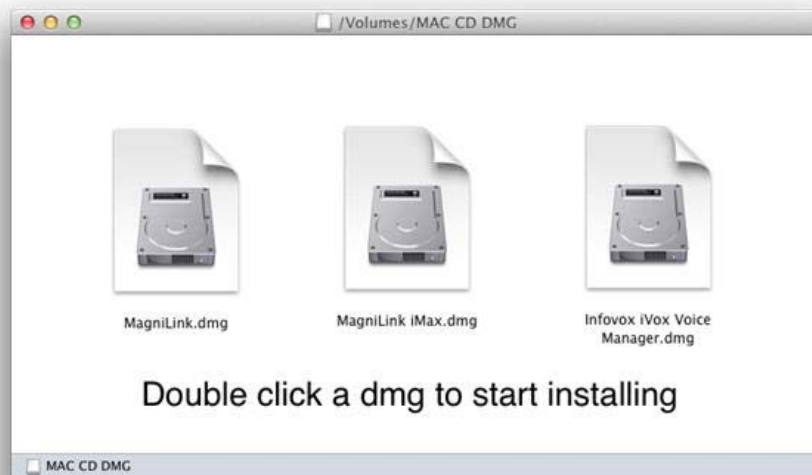 /Volumes/MAC CD DMG
MagniLink.dmg
MagniLink iMax.dmg
Infovox iVox Voice
Manager.dmg
Double click a dmg to start installing
MAC CD DMG